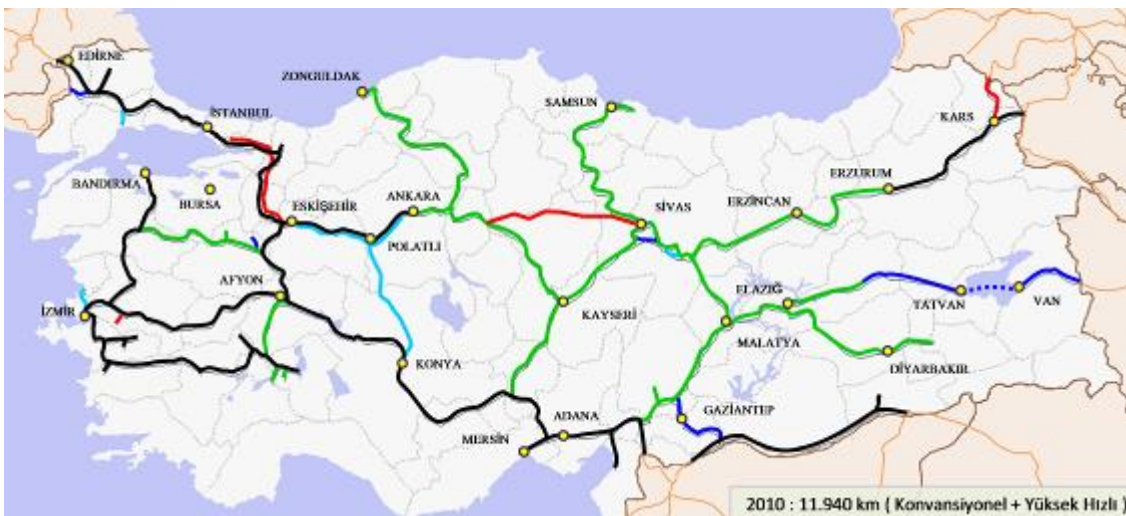 EDİRNE
ZONGULDAK
SAMSUN
İSTANBUL
KARS
BANDIRMA
BURSA
ESKİŞEHİR
ANKARA
SİVAS
ERZİNCAN
ERZURUM
POLATLI
AFYON
İZMİR
KAYSERİ
ELAZIĞ
TATVAN
VAN
MALATYA
KONYA
DİYARBAKIR
GAZİANTEP
ADANA
MERSİN
2010 : 11.940 km ( Konvansiyonel + Yüksek Hızlı )